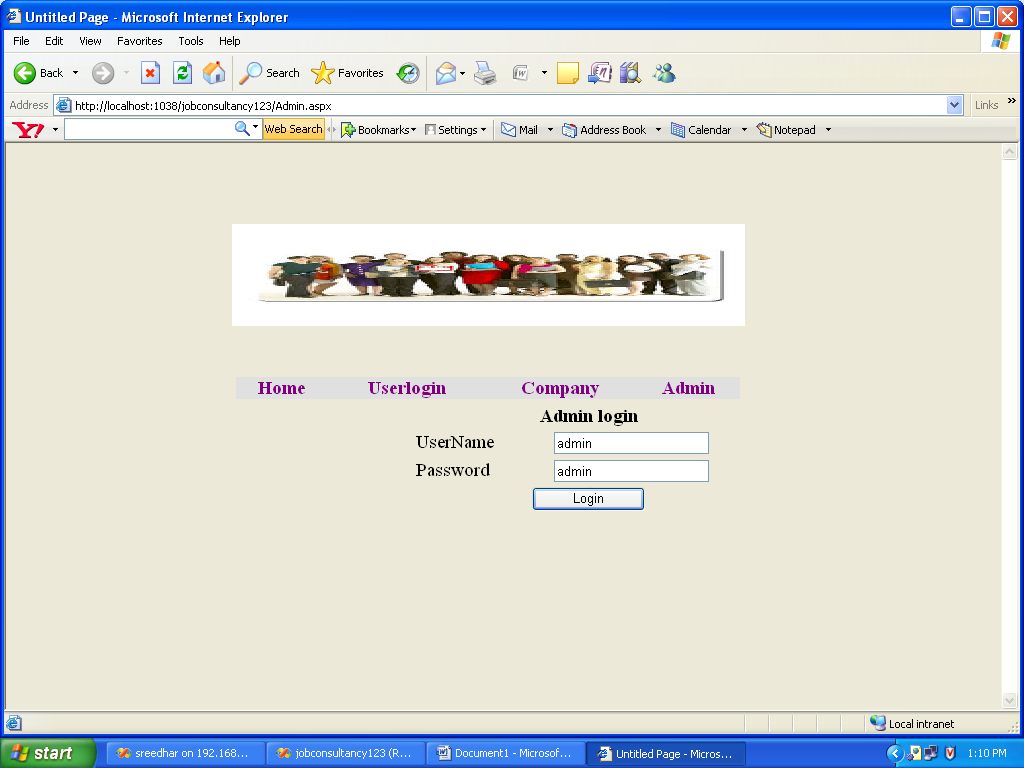 Untitled Page - Microsoft Internet Explorer
File Edit View Favorites Tools Help
Back Search Favorites
Address http://localhost:1038/jobconsultancy123/Admin.aspx Links »
Y! Web Search Bookmarks Settings Mail Address Book Calendar Notepad
Home Userlogin Company Admin
Admin login
UserName admin
Password admin
Login
Local intranet
start sreedhar on 192.168... jobconsultancy123 (R... Document1 - Microsof... Untitled Page - Micros... 1:10 PM